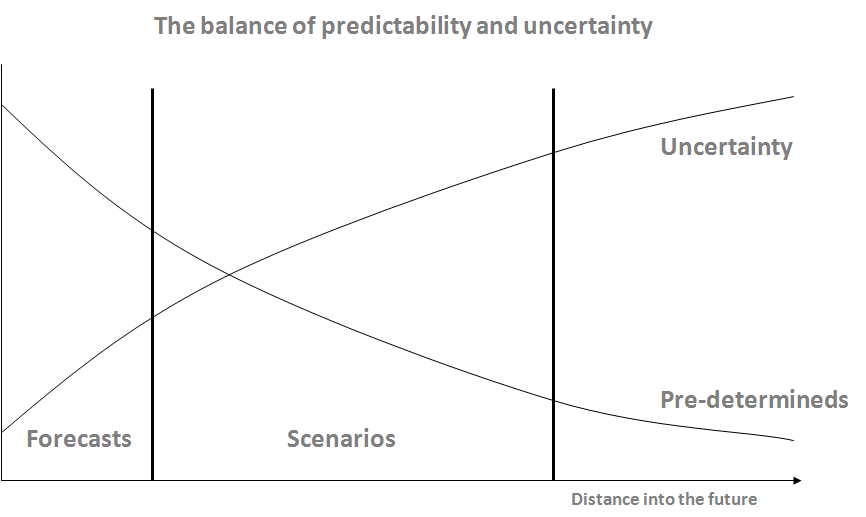 The balance of predictability and uncertainty
Uncertainty
Pre-determineds
Forecasts
Scenarios
Distance into the future